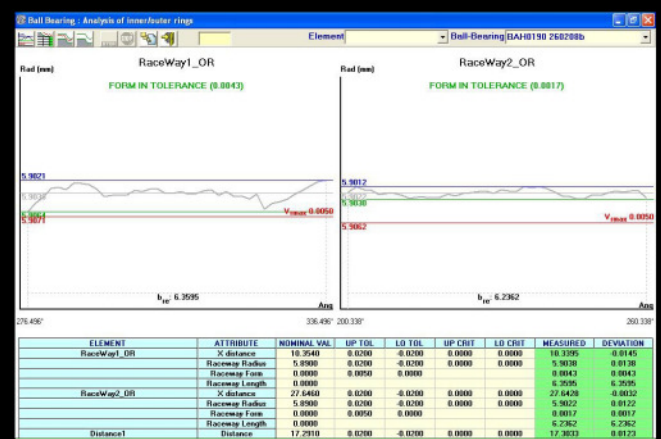 Ball Bearing : Analysis of inner/outer rings
Element
Ball-Bearing BAH0190 260208b
RaceWay1_OR
Rad (mm)
FORM IN TOLERANCE (0.0043)
5.9021
5.9064
5.9071
Vrmax 0.0050
bre: 6.3595
Ang
276.496° 336.496°
RaceWay2_OR
Rad (mm)
FORM IN TOLERANCE (0.0017)
5.9012
5.9022
5.9030
Vrmax 0.0050
5.9062
bre: 6.2362
Ang
200.338° 260.338°
ELEMENT ATTRIBUTE NOMINAL VAL UP TOL LO TOL UP CRIT LO CRIT MEASURED DEVIATION
RaceWay1_OR X distance 10.3540 0.0200 -0.0200 0.0000 0.0000 10.3395 -0.0145
Raceway Radius 5.8900 0.0200 -0.0200 0.0000 0.0000 5.9038 0.0138
Raceway Form 0.0000 0.0050 0.0000 0.0043 0.0043
Raceway Length 0.0000 6.3595 6.3595
RaceWay2_OR X distance 27.6460 0.0200 -0.0200 0.0000 0.0000 27.6428 -0.0032
Raceway Radius 5.8900 0.0200 -0.0200 0.0000 0.0000 5.9022 0.0122
Raceway Form 0.0000 0.0050 0.0000 0.0017 0.0017
Raceway Length 0.0000 6.2362 6.2362
Distance1 Distance 17.2910 0.0200 -0.0200 0.0000 0.0000 17.3033 0.0123